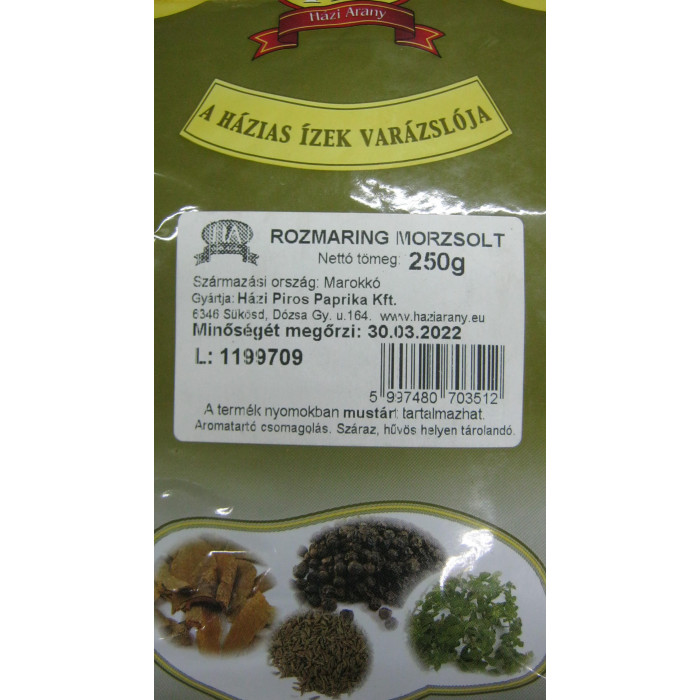 Házi Arany
A HÁZIAS ÍZEK VARÁZSLÓJA
HA
ROZMARING MORZSOLT
Nettó tömeg: 250g
Származási ország: Marokkó
Gyártja: Házi Piros Paprika Kft.
6346 Sükösd, Dózsa Gy. u.164. www.haziarany.eu
Minőségét megőrzi: 30.03.2022
L: 1199709
5 997480 703512
A termék nyomokban mustárt tartalmazhat.
Aromatartó csomagolás. Száraz, hűvös helyen tárolandó.